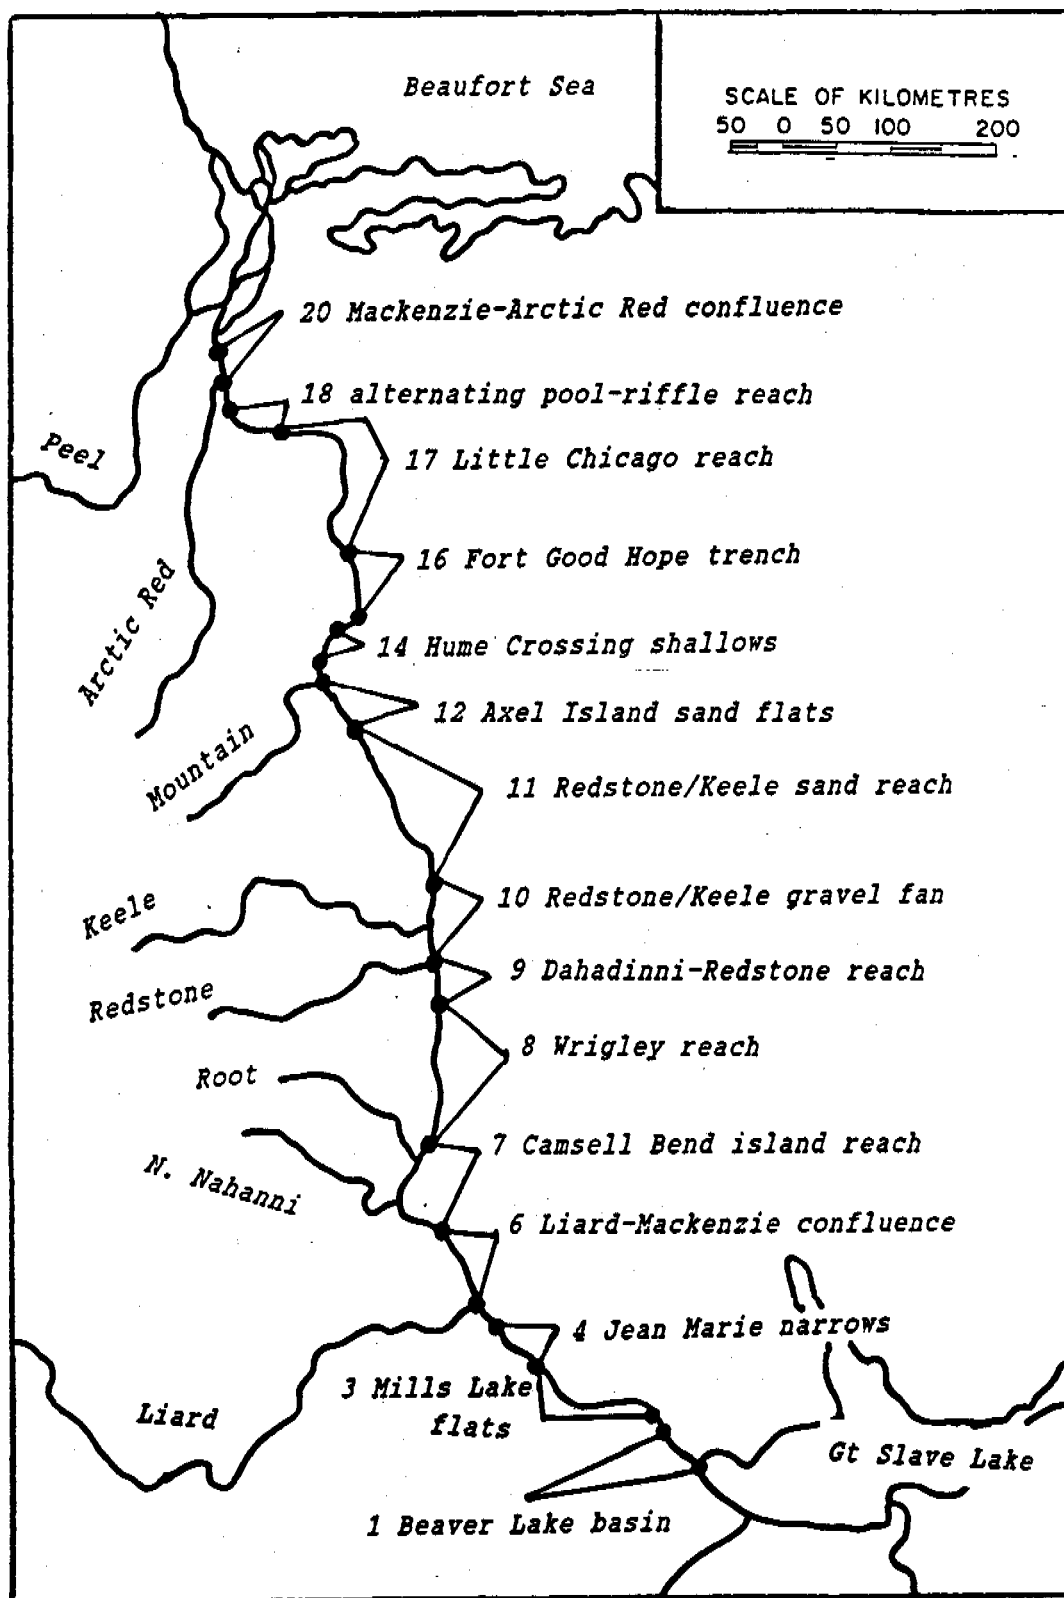 Beaufort Sea
SCALE OF KILOMETRES
50 0 50 100 200
20 Mackenzie-Arctic Red confluence
18 alternating pool-riffle reach
Peel
17 Little Chicago reach
16 Fort Good Hope trench
Arctic Red
14 Hume Crossing shallows
12 Axel Island sand flats
Mountain
11 Redstone/Keele sand reach
10 Redstone/Keele gravel fan
Keele
9 Dahadinni-Redstone reach
Redstone
8 Wrigley reach
Root
7 Camsell Bend island reach
N. Nahanni
6 Liard-Mackenzie confluence
4 Jean Marie narrows
3 Mills Lake
flats
Liard
Gt Slave Lake
1 Beaver Lake basin